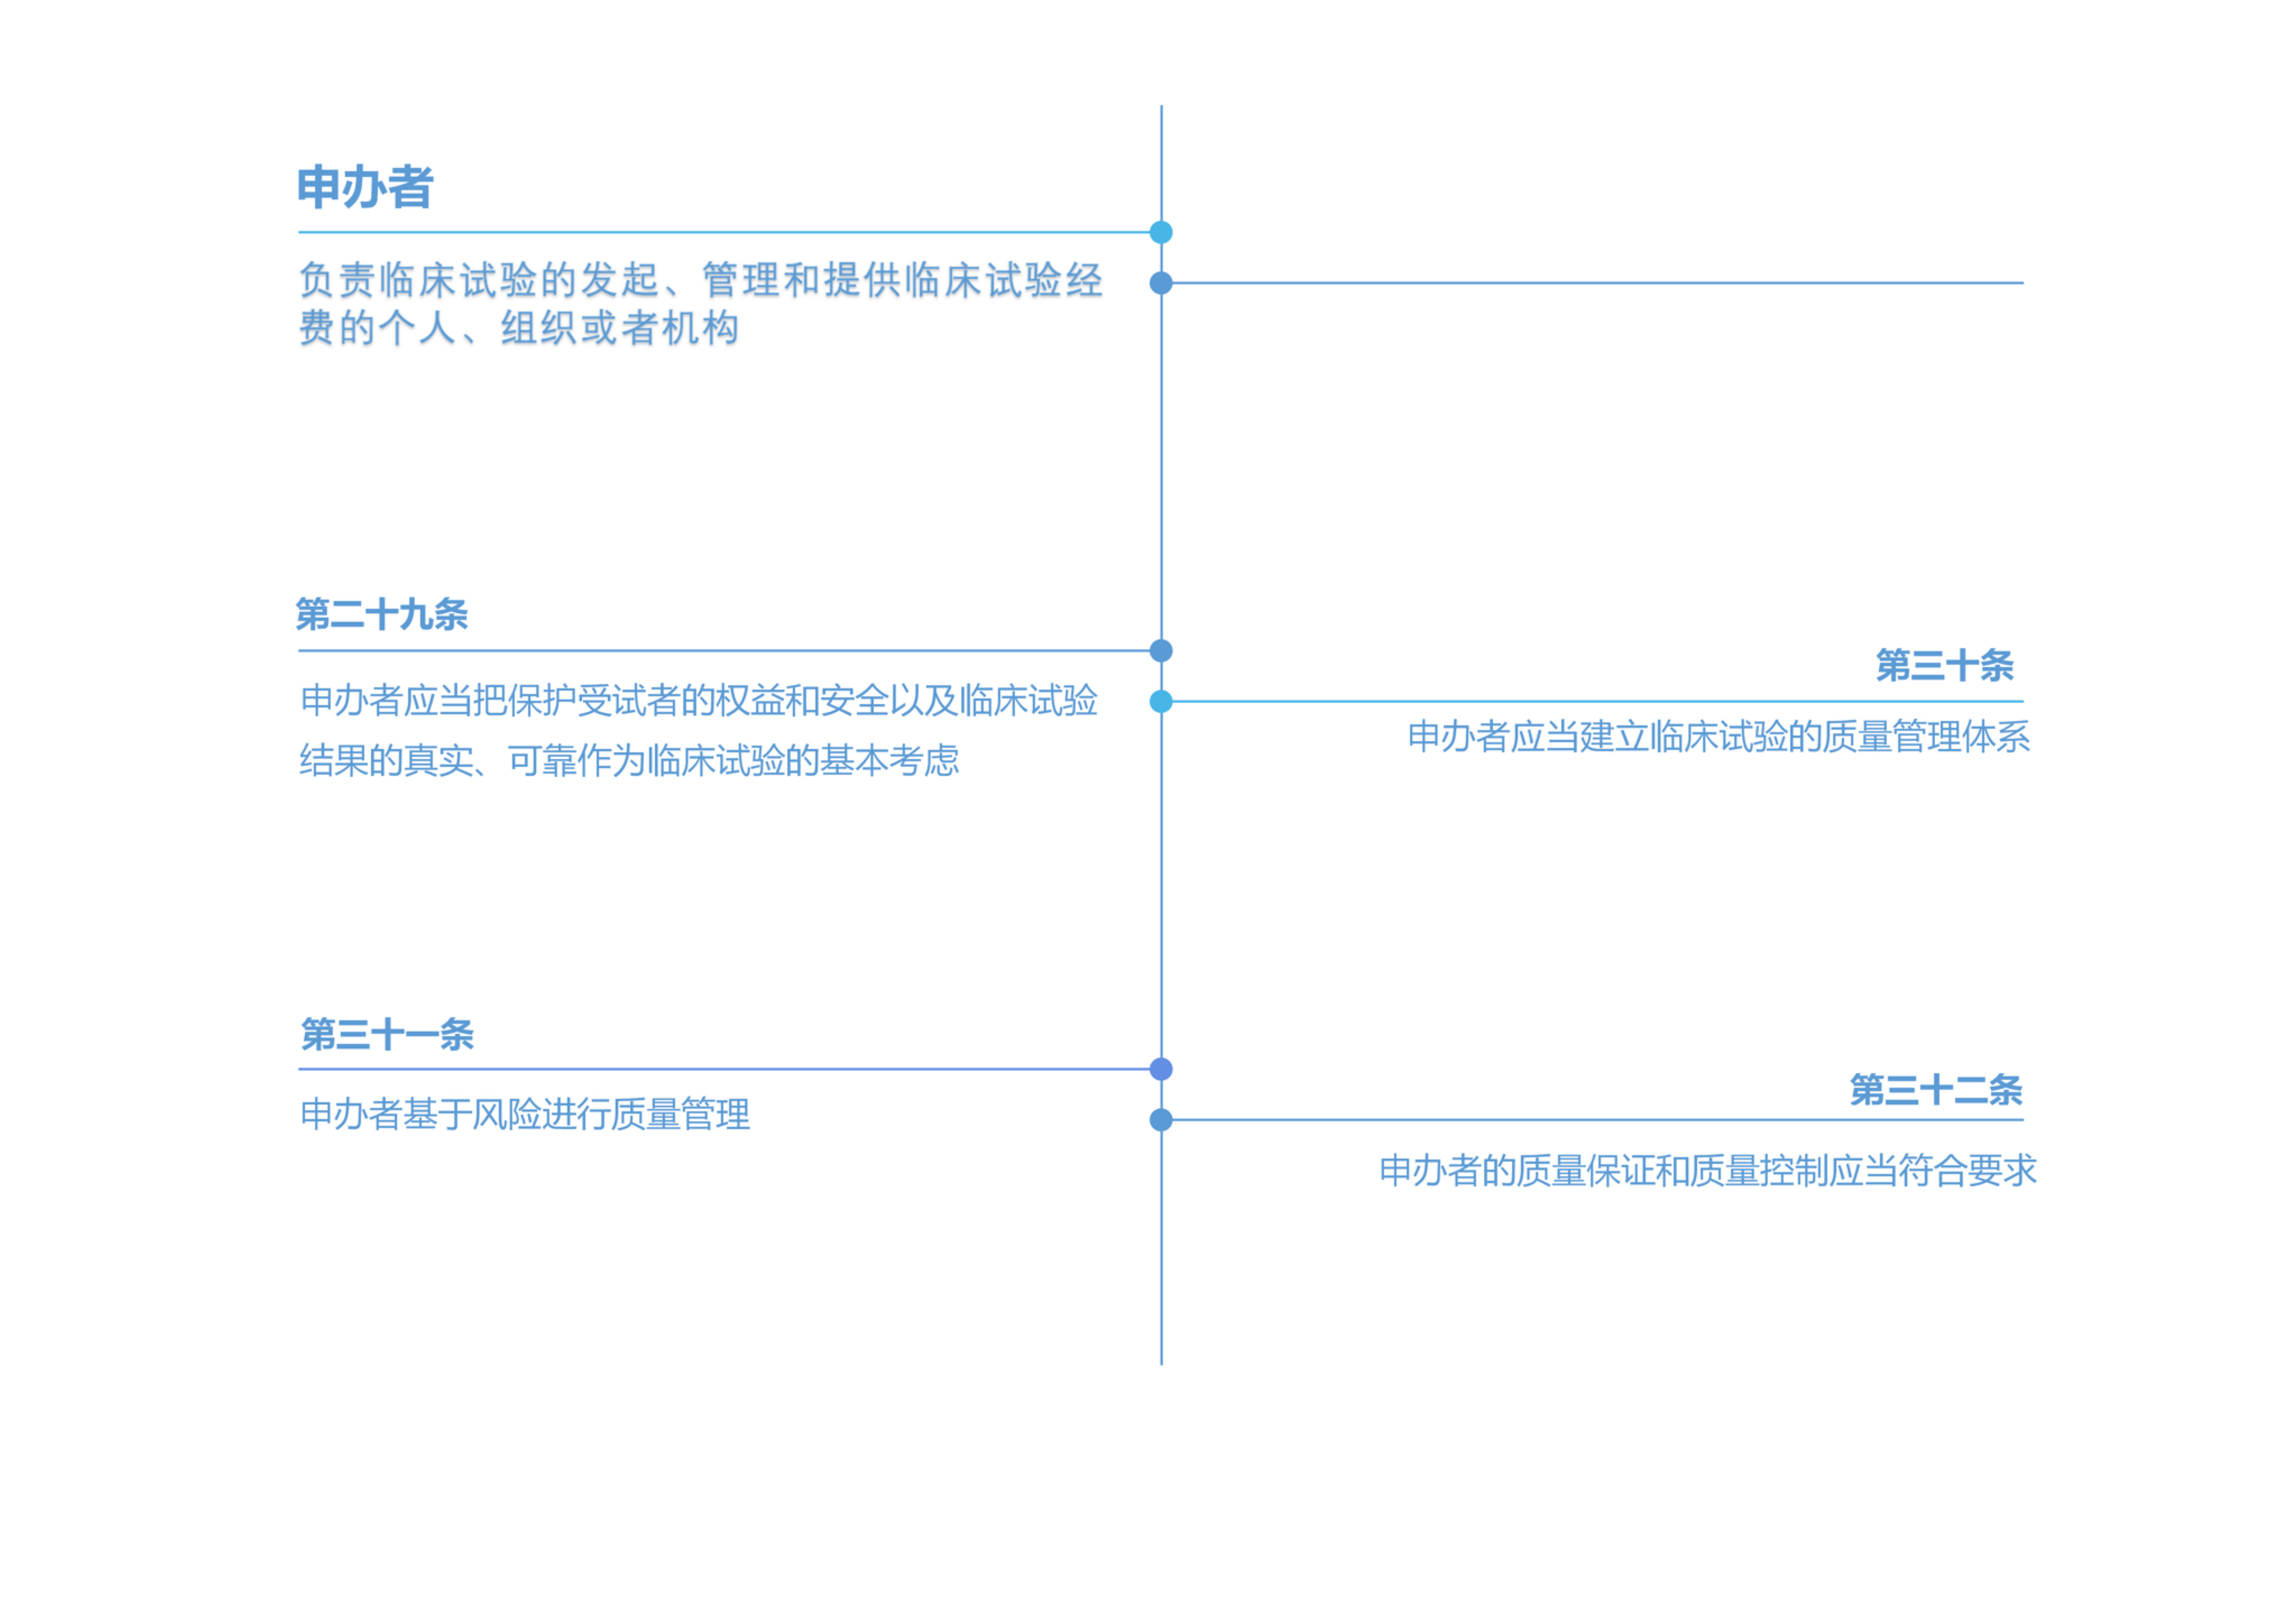 申办者
负责临床试验的发起、管理和提供临床试验经
费的个人、组织或者机构
第二十九条
申办者应当把保护受试者的权益和安全以及临床试验
结果的真实、可靠作为临床试验的基本考虑
第三十条
申办者应当建立临床试验的质量管理体系
第三十一条
申办者基于风险进行质量管理
第三十二条
申办者的质量保证和质量控制应当符合要求